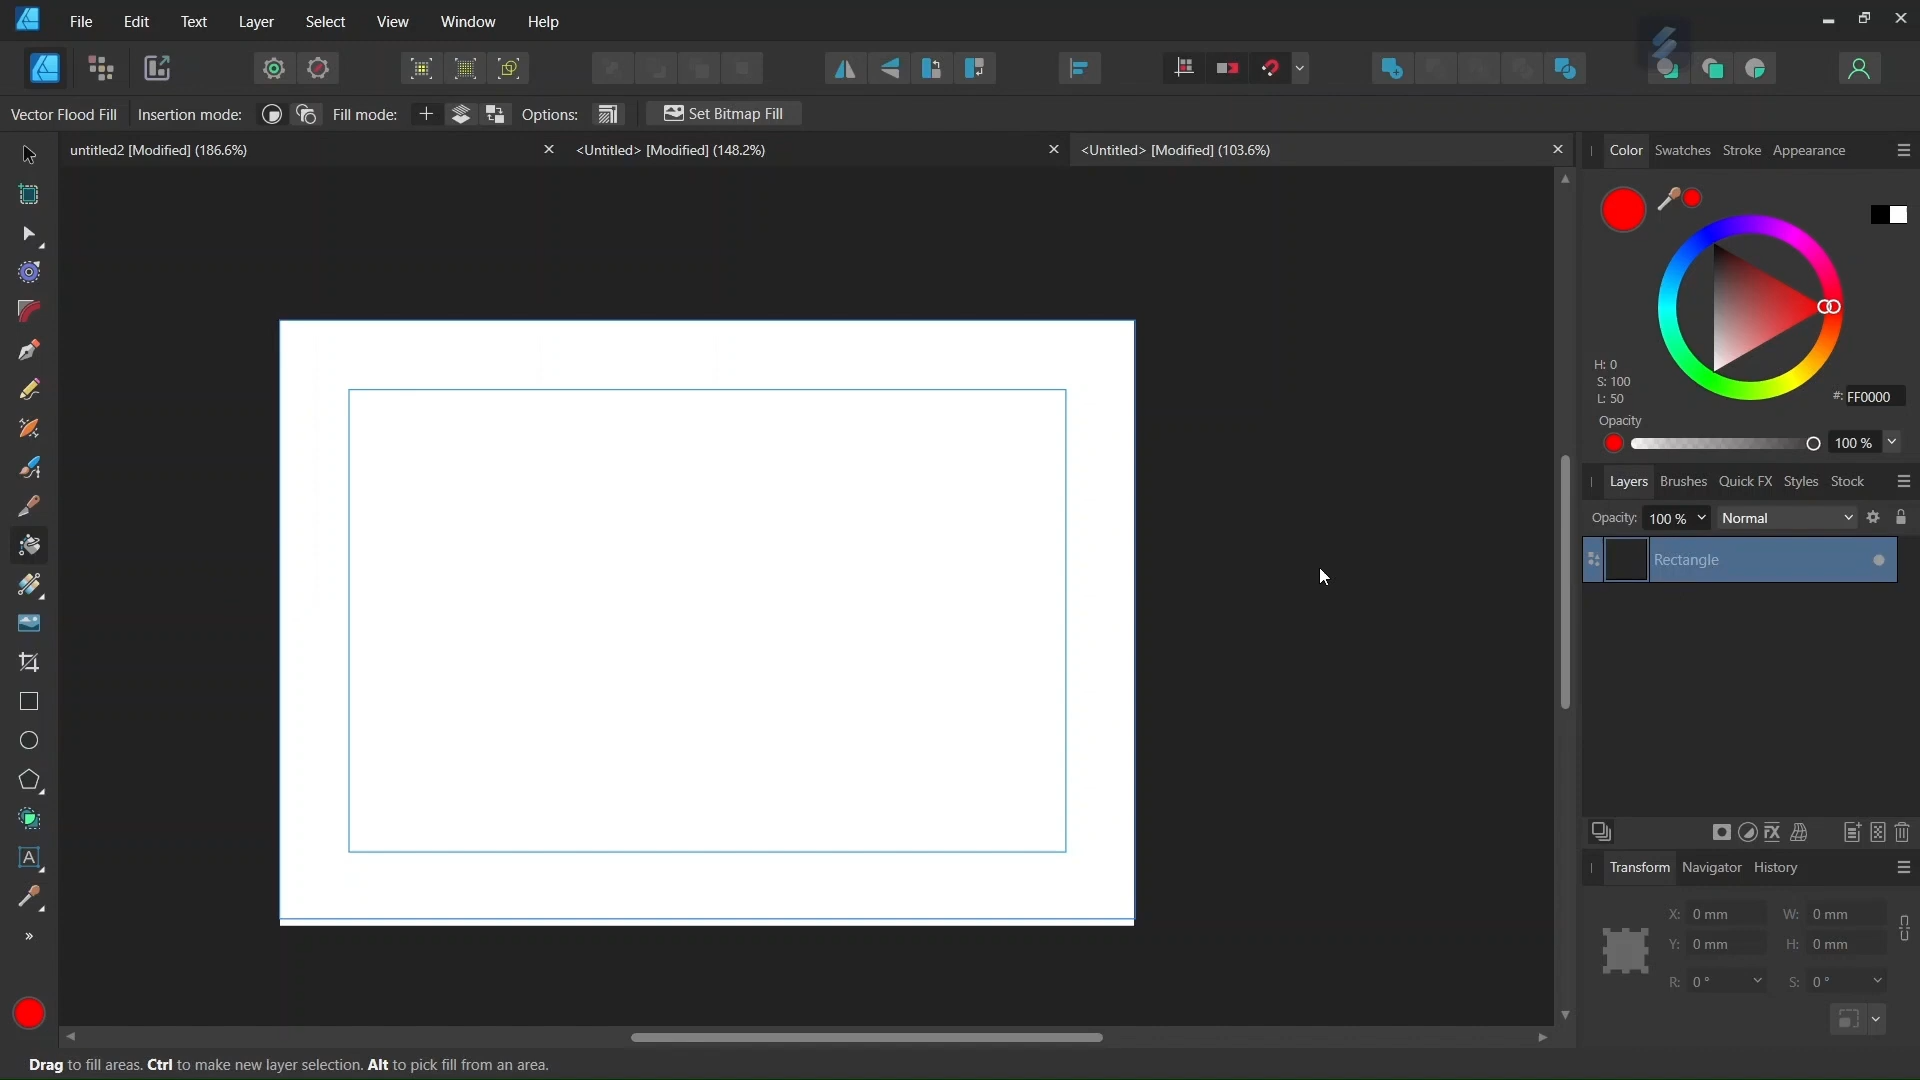 File Edit Text Layer Select View Window Help
Vector Flood Fill Insertion mode: Fill mode: Options: Set Bitmap Fill
untitled2 [Modified] (186.6%) <Untitled> [Modified] (148.2%) <Untitled> [Modified] (103.6%)
Color Swatches Stroke Appearance
H: 0
S: 100
L: 50
#: FF0000
Opacity
100 %
Layers Brushes Quick FX Styles Stock
Opacity: 100 % Normal
Rectangle
Transform Navigator History
X: 0 mm W: 0 mm
Y: 0 mm H: 0 mm
R: 0 ° S: 0 °
Drag to fill areas. Ctrl to make new layer selection. Alt to pick fill from an area.